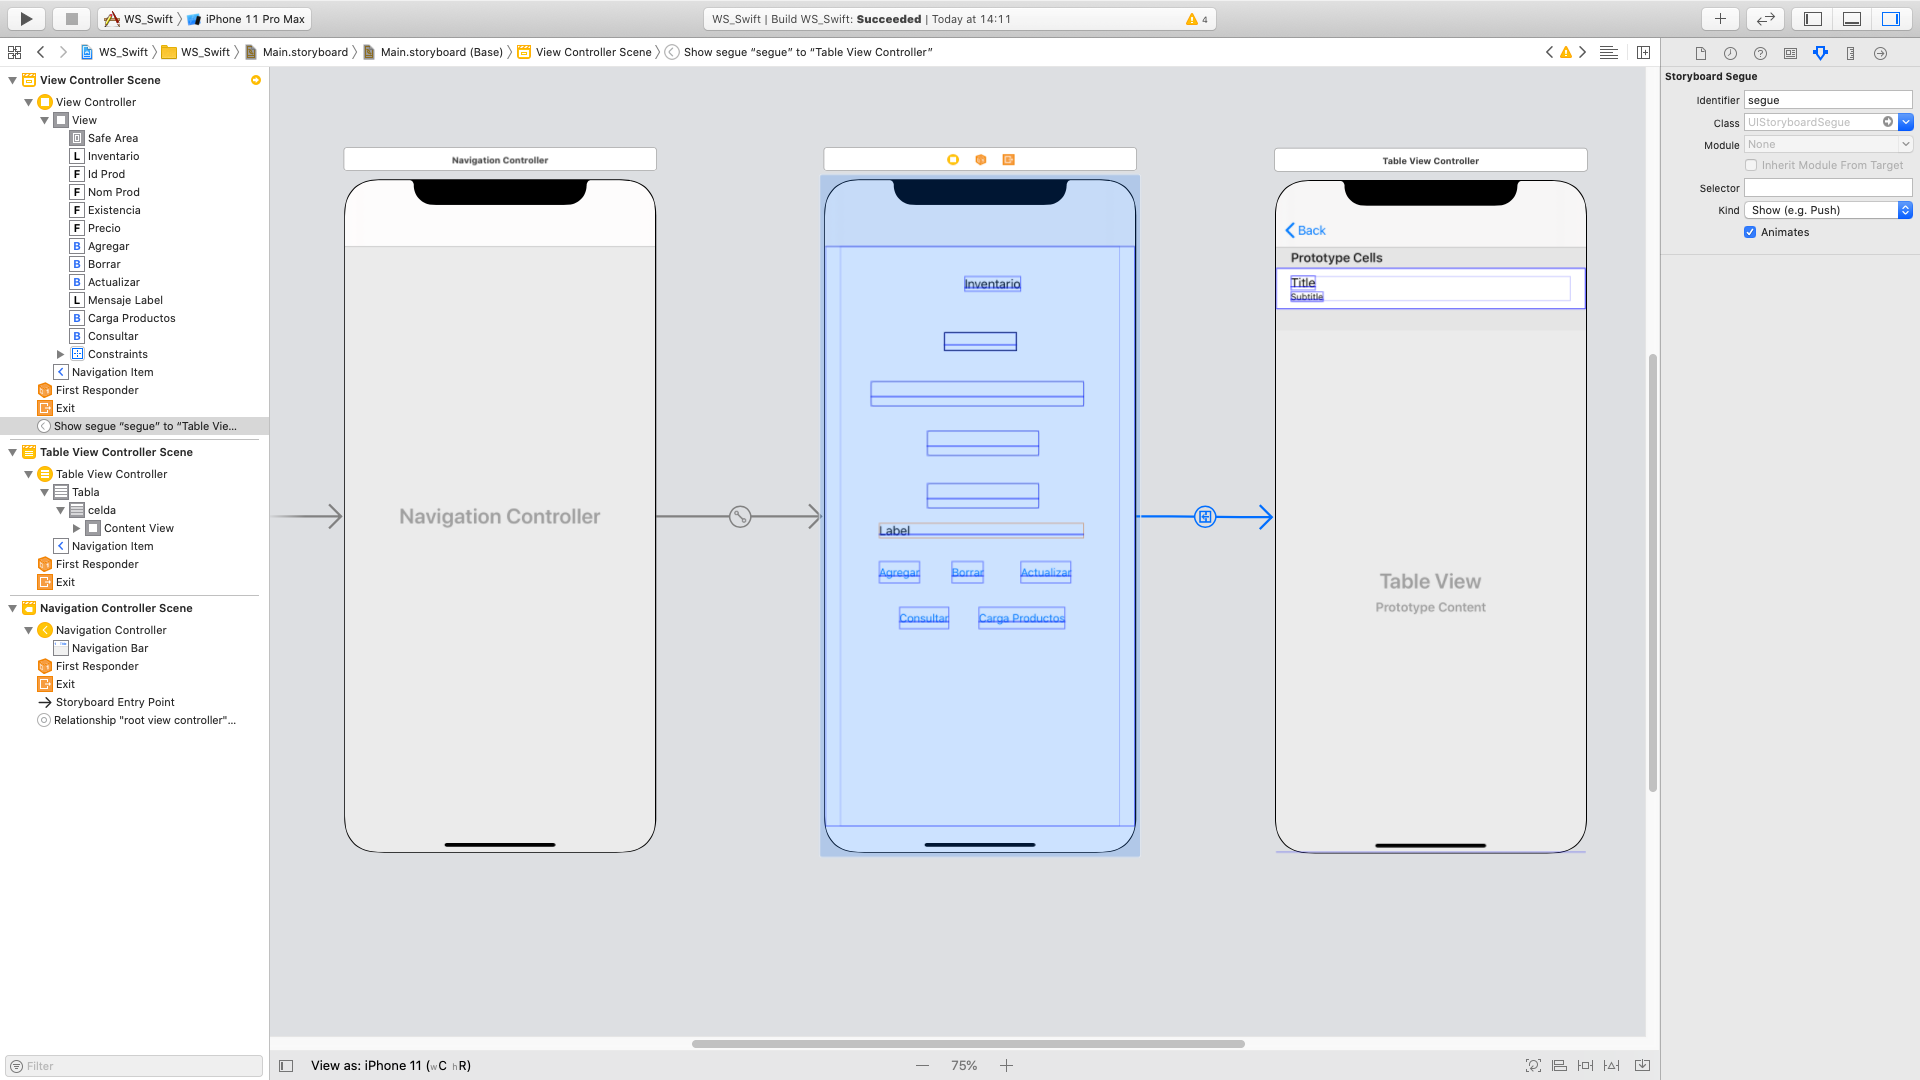 WS_Swift
iPhone 11 Pro Max
WS_Swift | Build WS_Swift: Succeeded | Today at 14:11
4
WS_Swift
WS_Swift
Main.storyboard
Main.storyboard (Base)
View Controller Scene
Show segue “segue” to “Table View Controller”
View Controller Scene
View Controller
View
Safe Area
L Inventario
F Id Prod
F Nom Prod
F Existencia
F Precio
B Agregar
B Borrar
B Actualizar
L Mensaje Label
B Carga Productos
B Consultar
Constraints
Navigation Item
First Responder
Exit
Show segue “segue” to “Table Vie...
Table View Controller Scene
Table View Controller
Tabla
celda
Content View
Navigation Item
First Responder
Exit
Navigation Controller Scene
Navigation Controller
Navigation Bar
First Responder
Exit
Storyboard Entry Point
Relationship "root view controller"...
Filter
Navigation Controller
Navigation Controller
Inventario
Label
Agregar
Borrar
Actualizar
Consultar
Carga Productos
Table View Controller
Back
Prototype Cells
Title
Subtitle
Table View
Prototype Content
View as: iPhone 11 (wC hR)
75%
Storyboard Segue
Identifier segue
Class UIStoryboardSegue
Module None
Inherit Module From Target
Selector
Kind Show (e.g. Push)
Animates